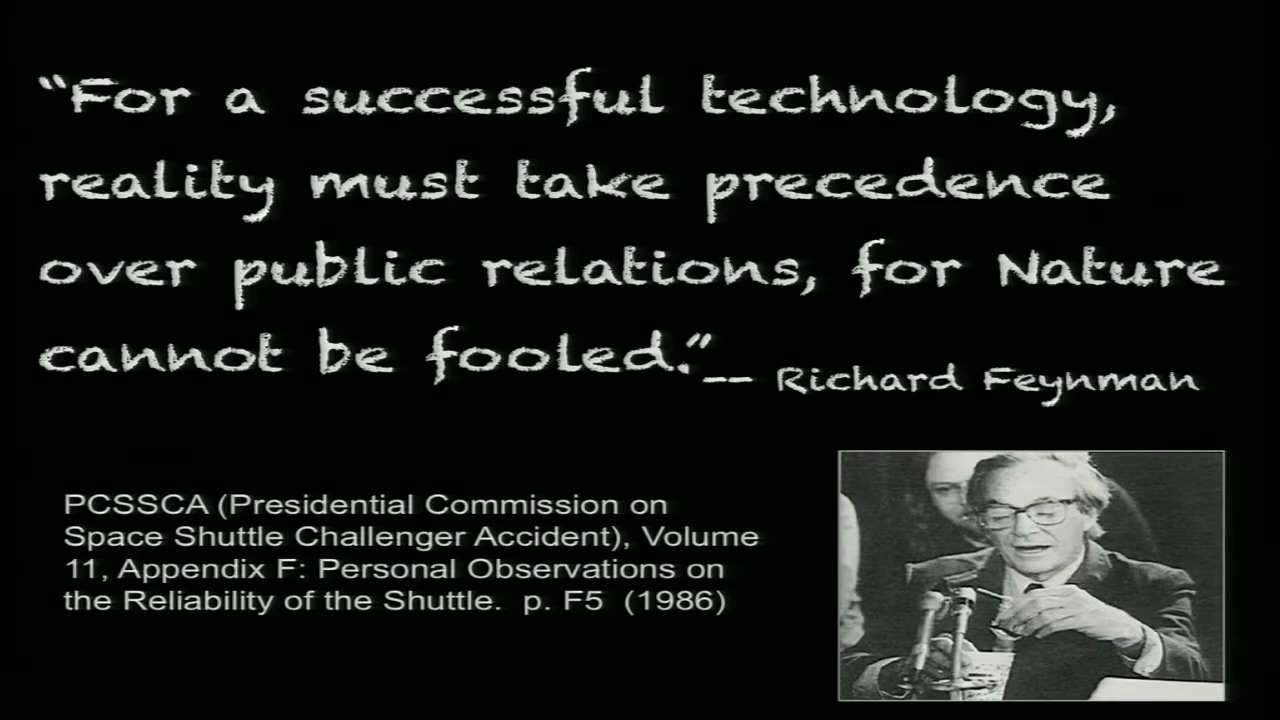 “For a successful technology,
reality must take precedence
over public relations, for Nature
cannot be fooled.”
-- Richard Feynman
PCSSCA (Presidential Commission on
Space Shuttle Challenger Accident), Volume
11, Appendix F: Personal Observations on
the Reliability of the Shuttle.  p. F5  (1986)